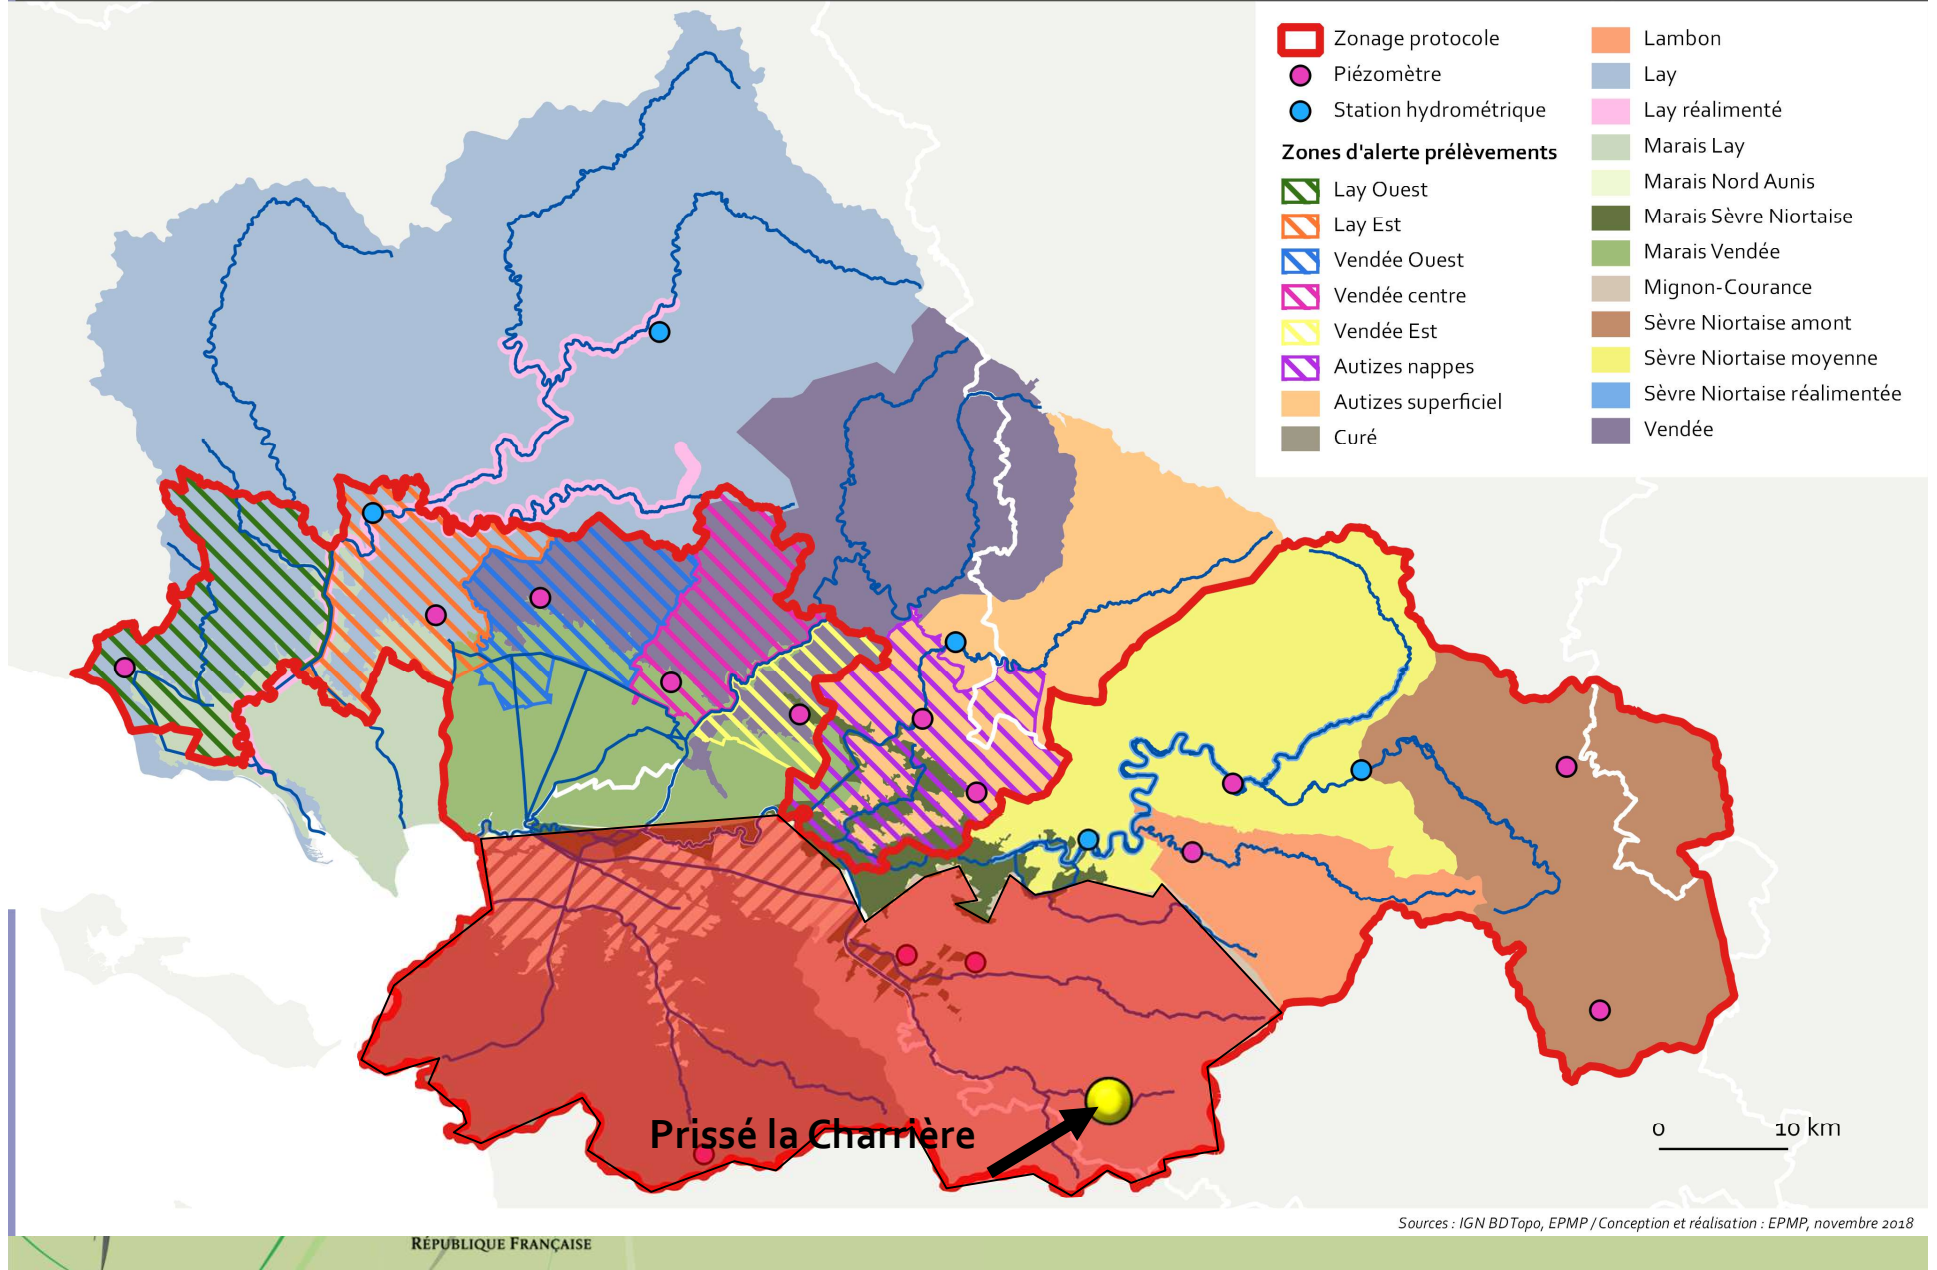 Zonage protocole
Piézomètre
Station hydrométrique
Zones d'alerte prélèvements
Lay Ouest
Lay Est
Vendée Ouest
Vendée centre
Vendée Est
Autizes nappes
Autizes superficiel
Curé
Lambon
Lay
Lay réalimenté
Marais Lay
Marais Nord Aunis
Marais Sèvre Niortaise
Marais Vendée
Mignon-Courance
Sèvre Niortaise amont
Sèvre Niortaise moyenne
Sèvre Niortaise réalimentée
Vendée
Prissé la Charrière
0 10 km
Sources : IGN BDTopo, EPMP / Conception et réalisation : EPMP, novembre 2018
RÉPUBLIQUE FRANÇAISE